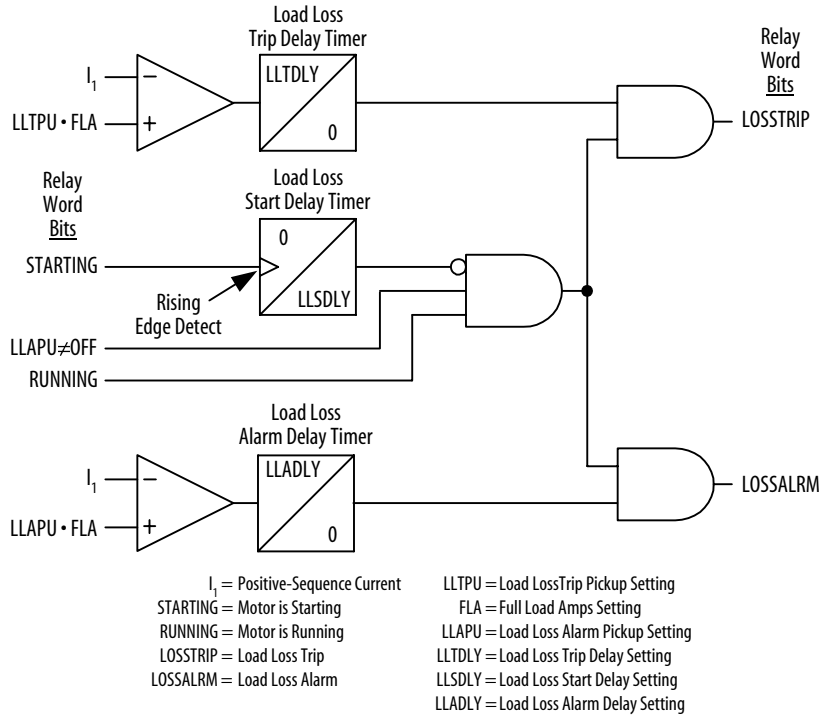 Load Loss
Trip Delay Timer
Relay
Word
Bits
I1
LLTPU • FLA
− +
LLTDLY
0
LOSSTRIP
Relay
Word
Bits
Load Loss
Start Delay Timer
STARTING
0
LLSDLY
Rising
Edge Detect
LLAPU≠OFF
RUNNING
Load Loss
Alarm Delay Timer
I1
LLAPU • FLA
− +
LLADLY
0
LOSSALRM
I1 = Positive-Sequence Current
STARTING = Motor is Starting
RUNNING = Motor is Running
LOSSTRIP = Load Loss Trip
LOSSALRM = Load Loss Alarm
LLTPU = Load LossTrip Pickup Setting
FLA = Full Load Amps Setting
LLAPU = Load Loss Alarm Pickup Setting
LLTDLY = Load Loss Trip Delay Setting
LLSDLY = Load Loss Start Delay Setting
LLADLY = Load Loss Alarm Delay Setting